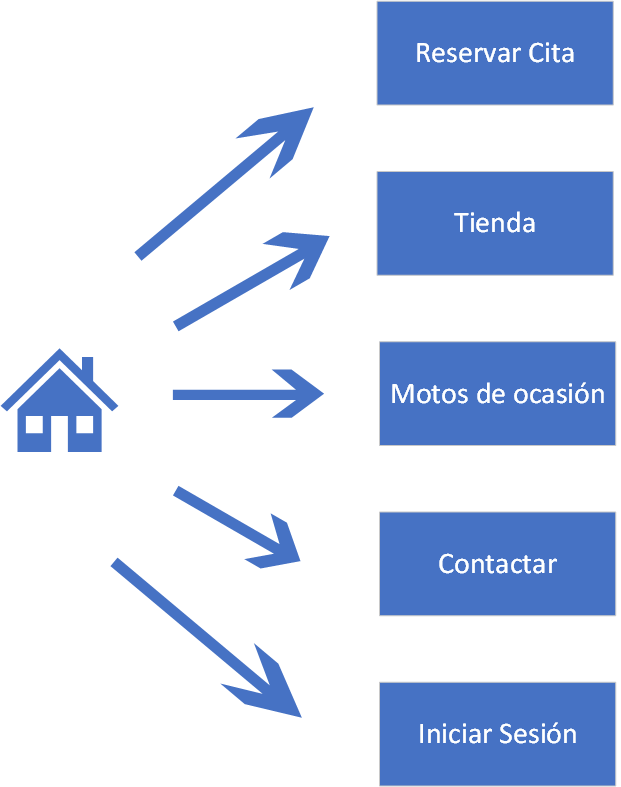 Reservar Cita
Tienda
Motos de ocasión
Contactar
Iniciar Sesión